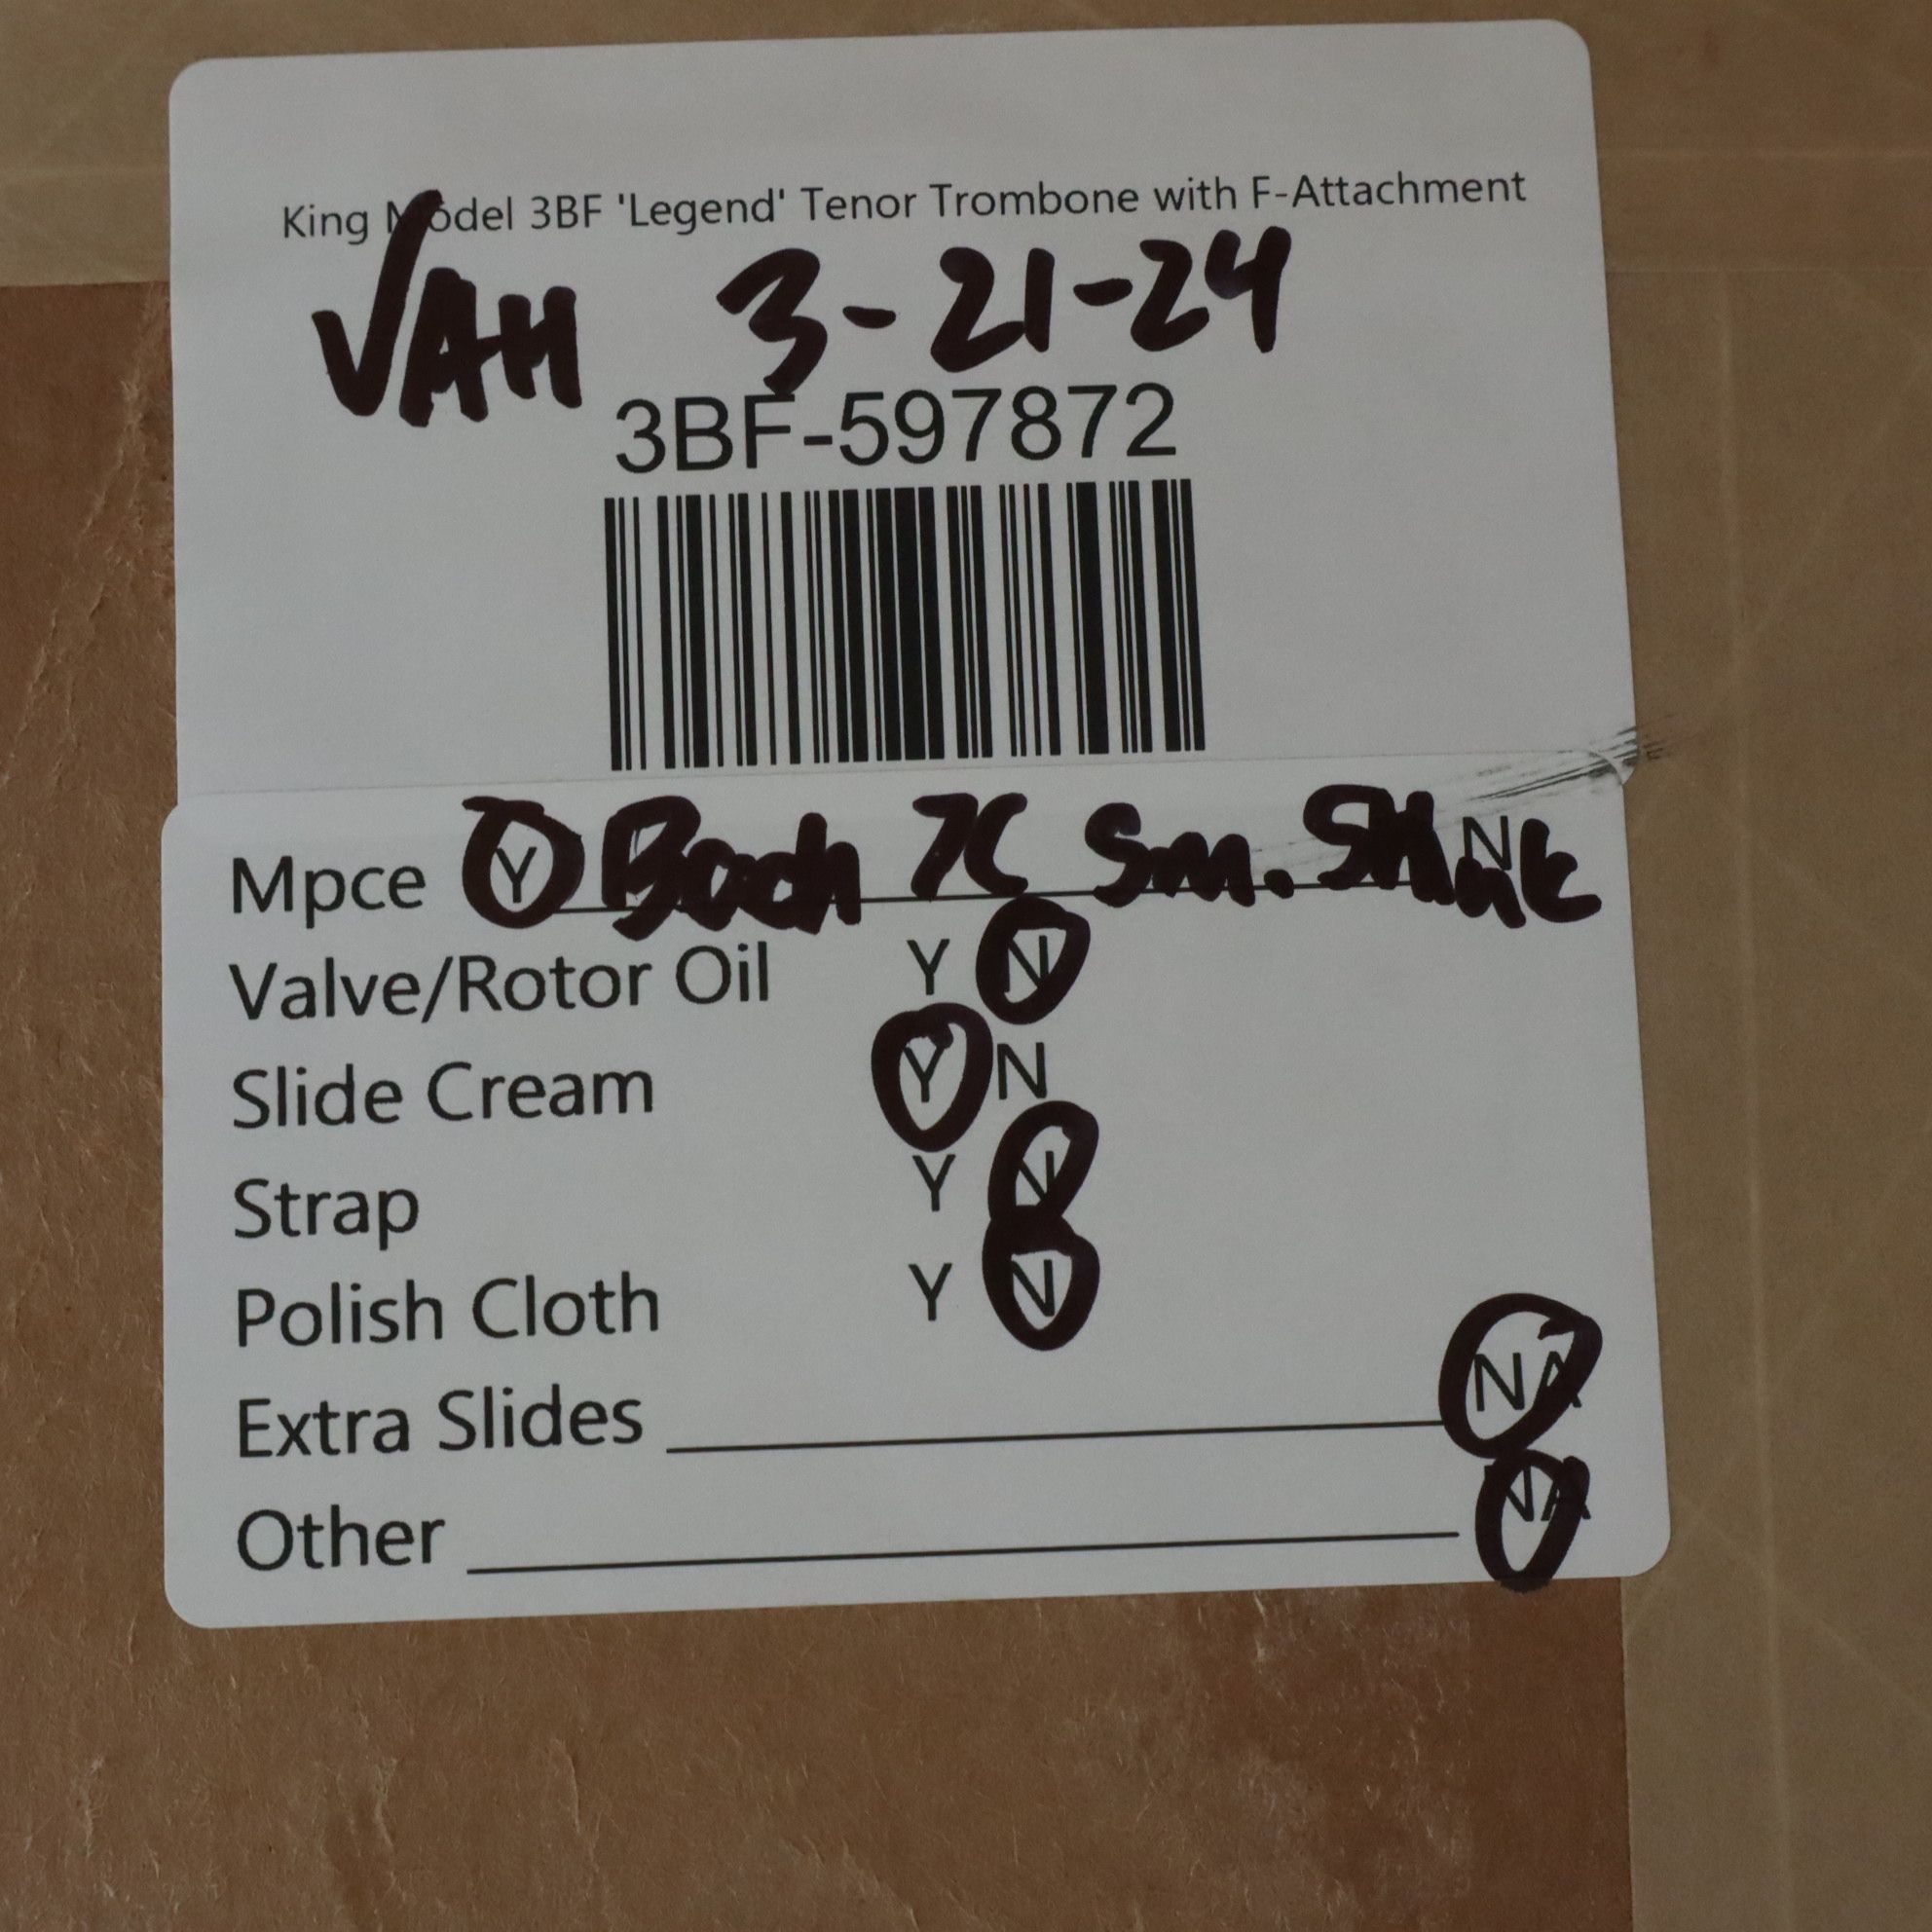 King Model 3BF 'Legend' Tenor Trombone with F-Attachment
√AH 3-21-24
3BF-597872
Mpce Y Bach 7C Sm. Shank N
Valve/Rotor Oil Y N
Slide Cream Y N
Strap Y N
Polish Cloth Y N
Extra Slides NA
Other NA